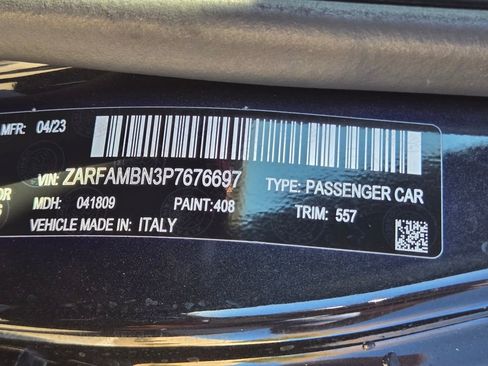 MFR: 04/23
VIN: ZARFAMBN3P7676697
TYPE: PASSENGER CAR
MDH: 041809 PAINT: 408 TRIM: 557
VEHICLE MADE IN: ITALY